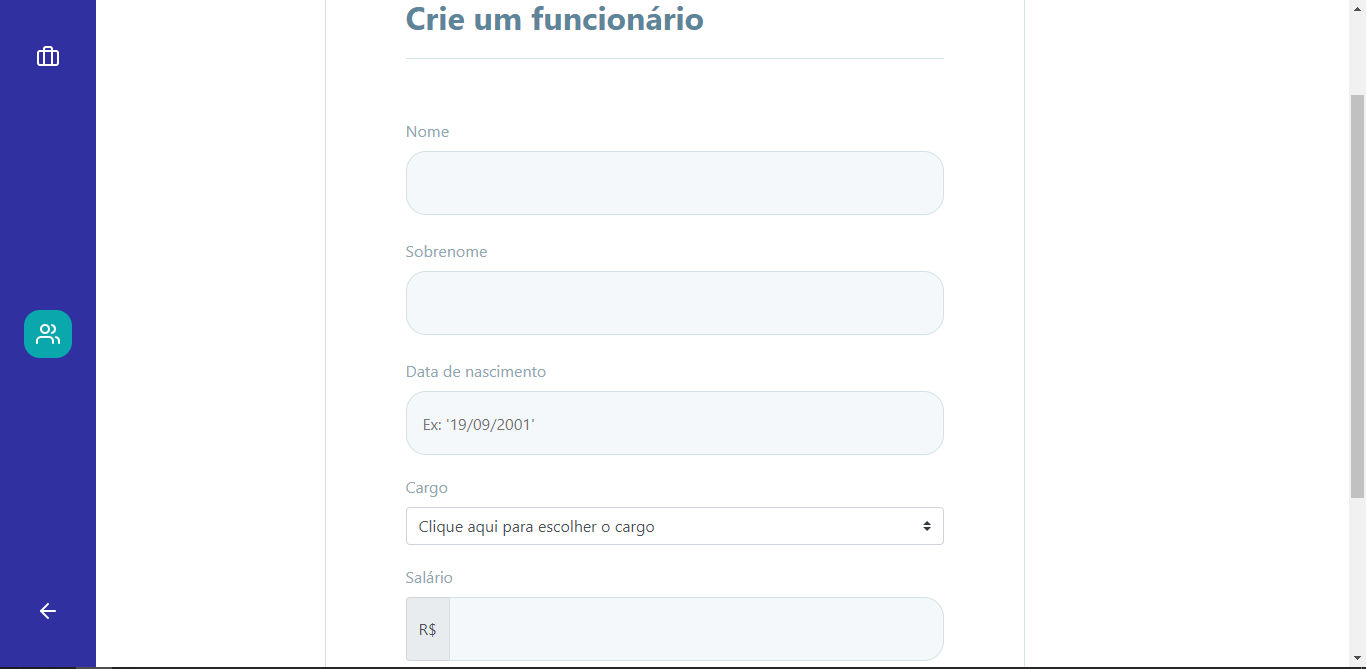 Crie um funcionário
Nome
Sobrenome
Data de nascimento
Ex: '19/09/2001'
Cargo
Clique aqui para escolher o cargo
Salário
R$